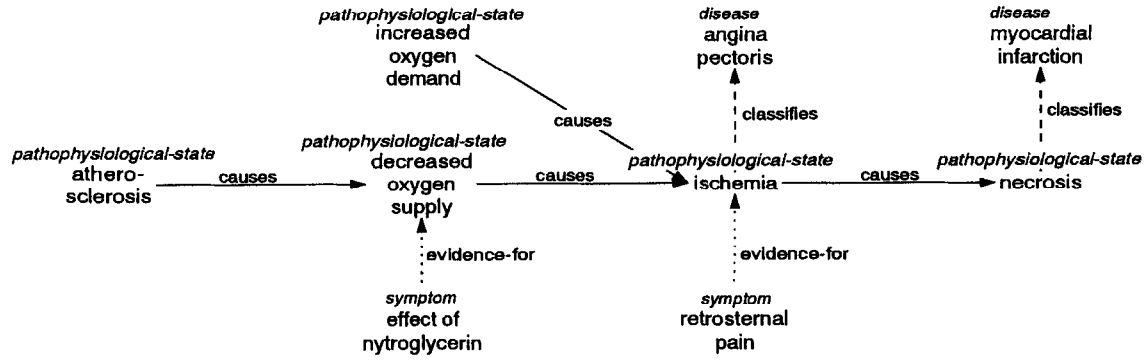 pathophysiological-state
increased
oxygen
demand
disease
angina
pectoris
disease
myocardial
infarction
causes
classifies
classifies
pathophysiological-state
athero-
sclerosis
causes
pathophysiological-state
decreased
oxygen
supply
causes
pathophysiological-state
ischemia
causes
pathophysiological-state
necrosis
evidence-for
evidence-for
symptom
effect of
nytroglycerin
symptom
retrosternal
pain